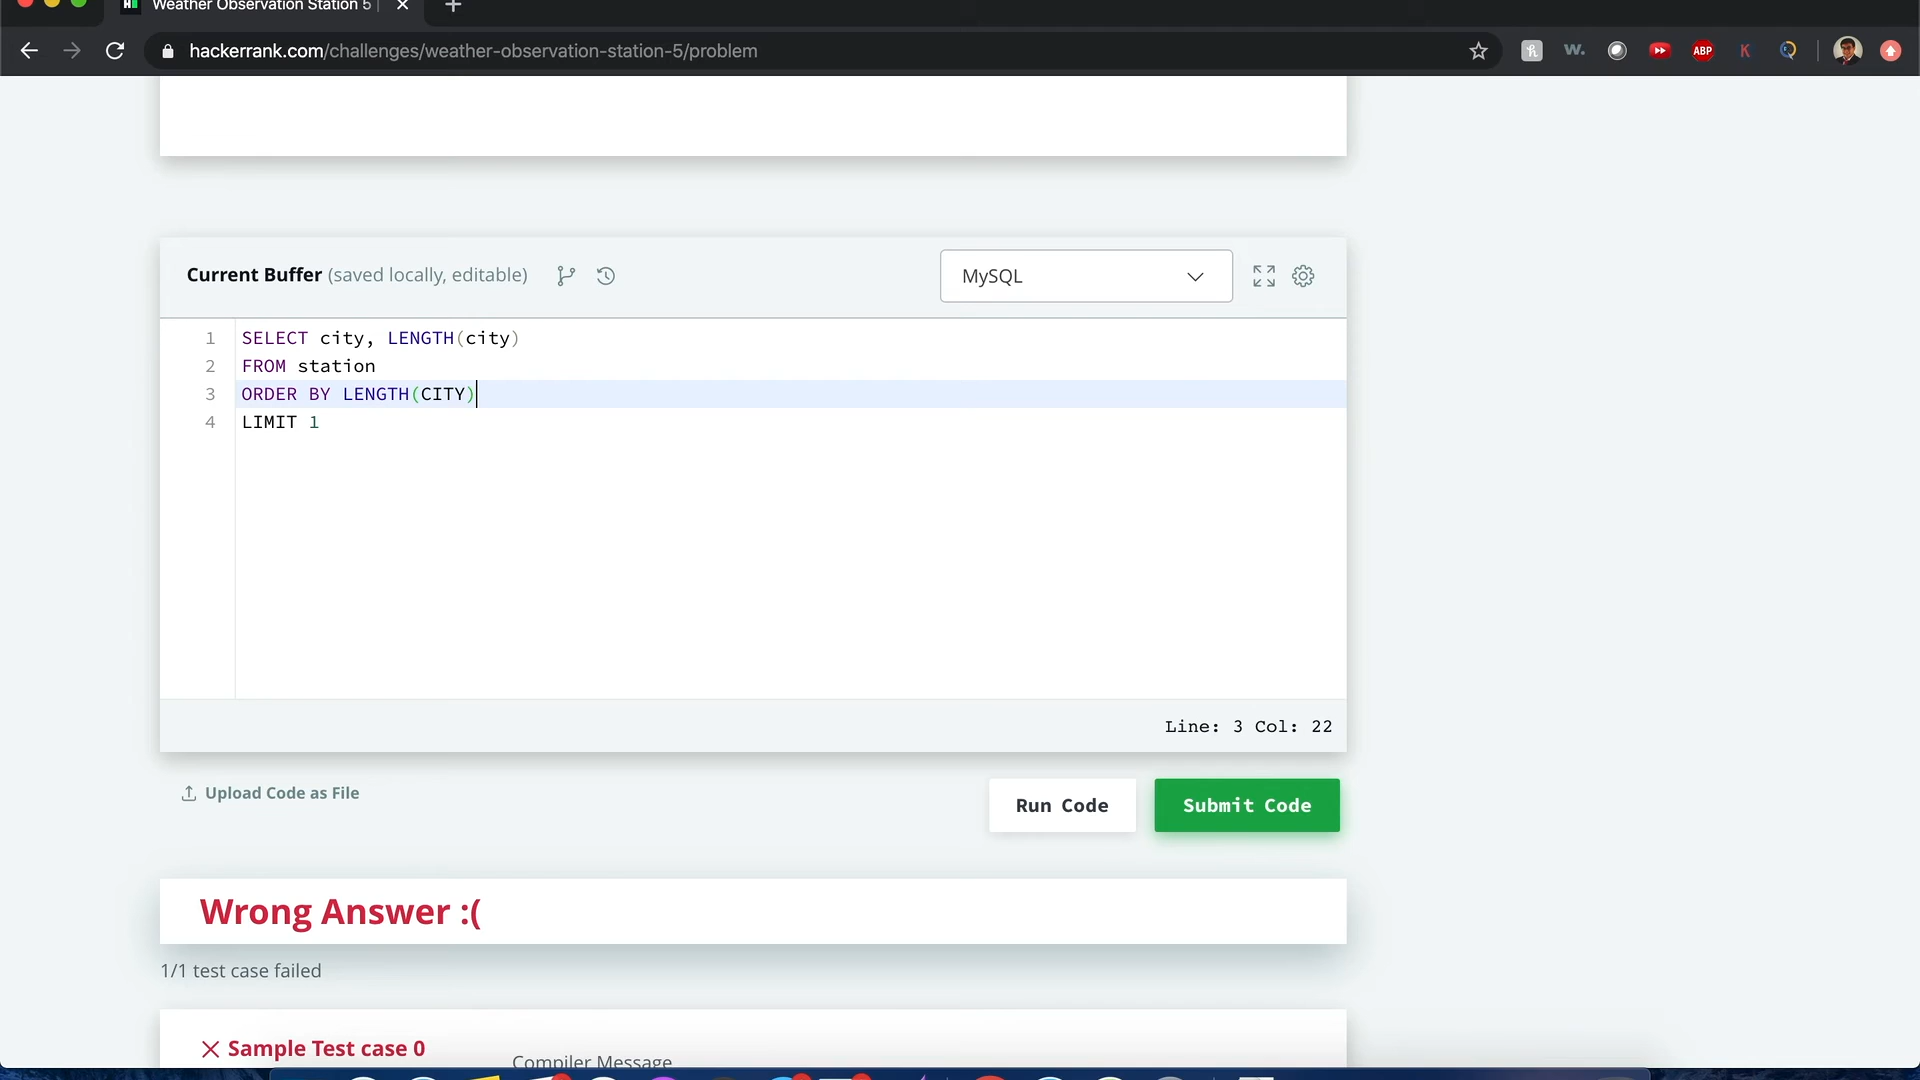 Weather Observation Station 5
hackerrank.com/challenges/weather-observation-station-5/problem
w.
ABP
K
Current Buffer (saved locally, editable)
MySQL
1 SELECT city, LENGTH(city)
2 FROM station
3 ORDER BY LENGTH(CITY)
4 LIMIT 1
Line: 3 Col: 22
Upload Code as File
Run Code
Submit Code
Wrong Answer :(
1/1 test case failed
Sample Test case 0
Compiler Message